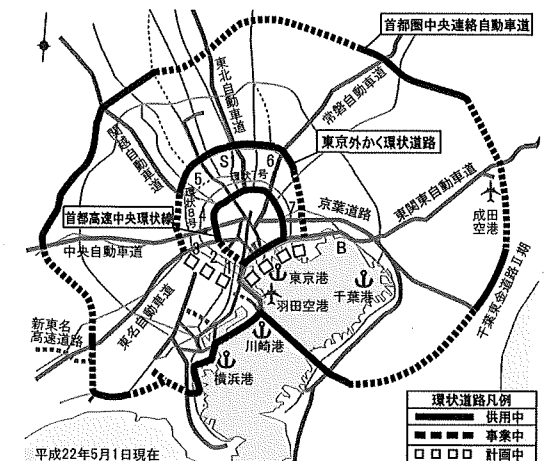 首都圏中央連絡自動車道
東北自動車道
常磐自動車道
関越自動車道
東京外かく環状道路
S
6
5
環状8号
4
7
首都高速中央環状線
京葉道路
東関東自動車道
成田
空港
中央自動車道
B
東京港
羽田空港
千葉港
千葉東金道路Ⅱ期
東名自動車道
新東名
高速道路
川崎港
横浜港
環状道路凡例
供用中
事業中
計画中
平成22年5月1日現在